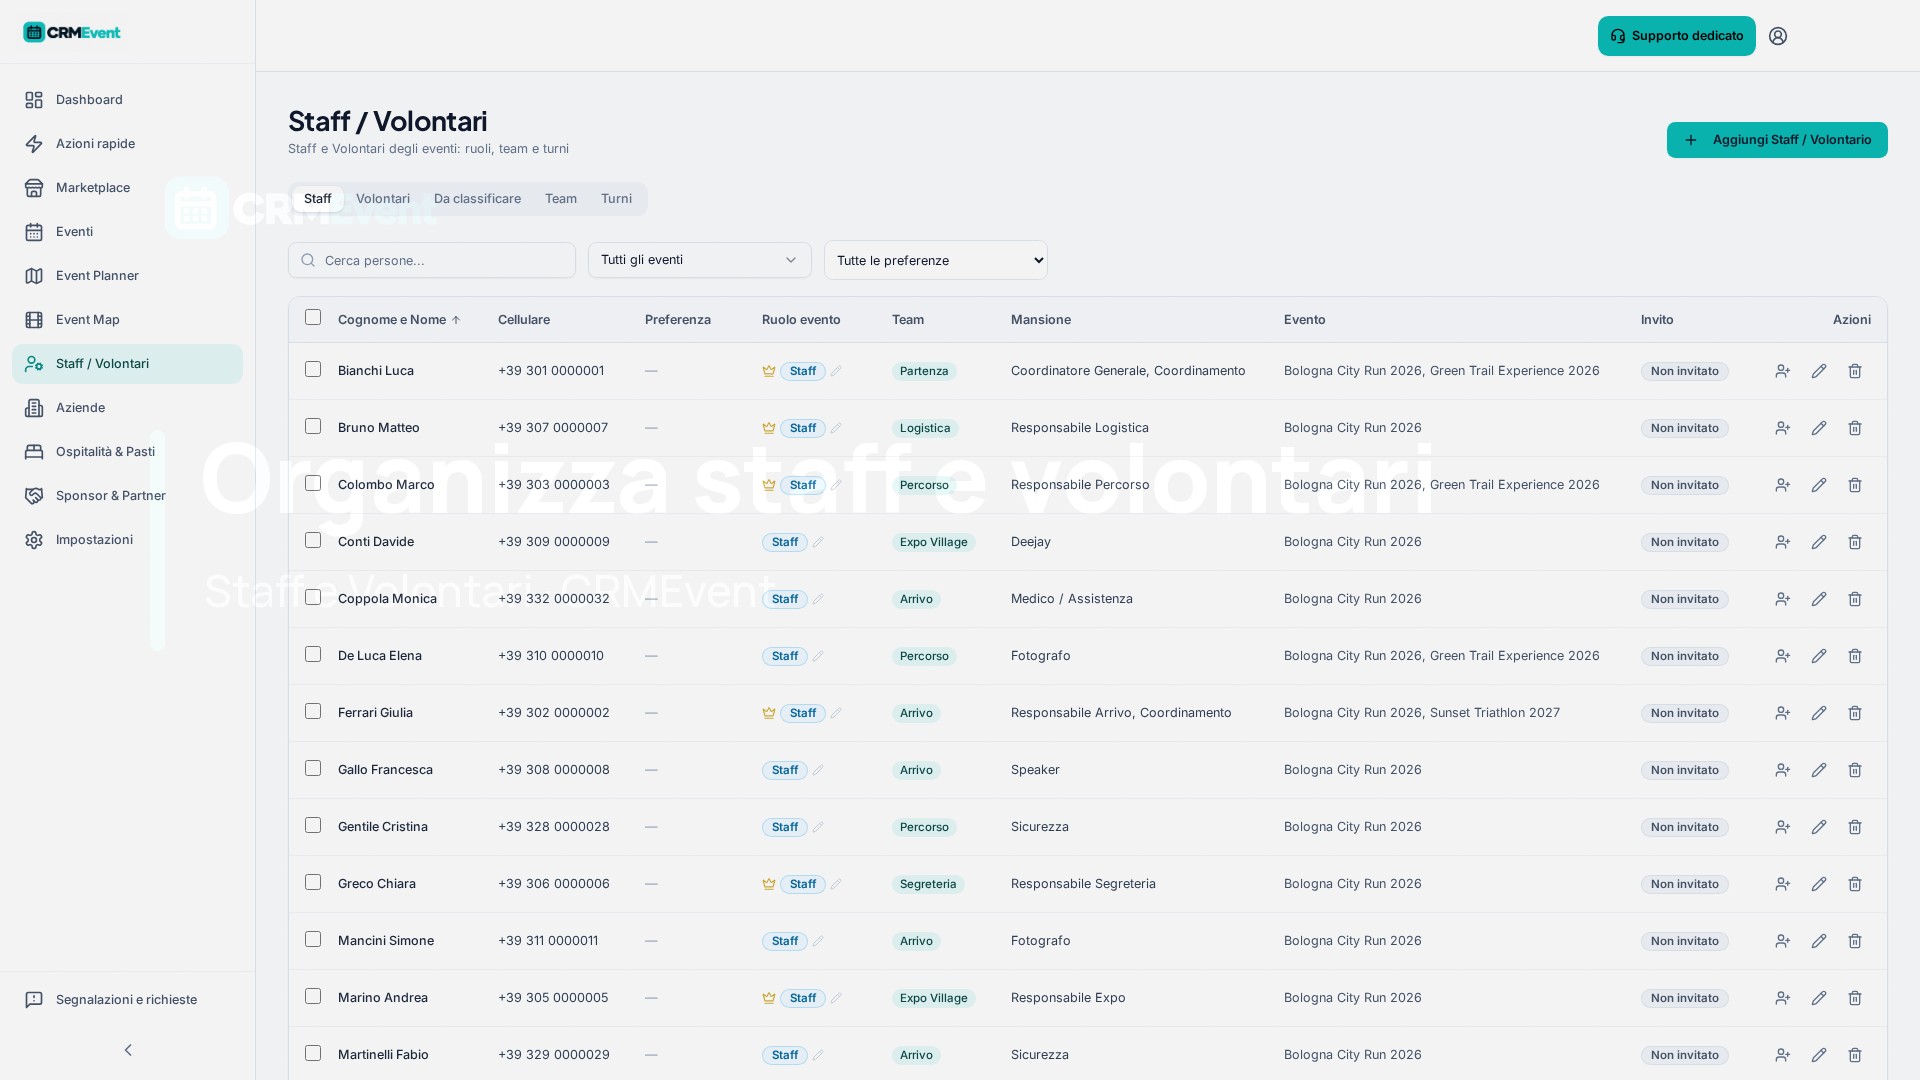 CRMEvent
Supporto dedicato
Dashboard
Azioni rapide
Marketplace
Eventi
Event Planner
Event Map
Staff / Volontari
Aziende
Ospitalità & Pasti
Sponsor & Partner
Impostazioni
Segnalazioni e richieste
Staff / Volontari
Staff e Volontari degli eventi: ruoli, team e turni
Aggiungi Staff / Volontario
Staff Volontari Da classificare Team Turni
CRMEvent
Cerca persone... Tutti gli eventi Tutte le preferenze
Cognome e Nome Cellulare Preferenza Ruolo evento Team Mansione Evento Invito Azioni
Bianchi Luca +39 301 0000001 — Staff Partenza Coordinatore Generale, Coordinamento Bologna City Run 2026, Green Trail Experience 2026 Non invitato
Bruno Matteo +39 307 0000007 — Staff Logistica Responsabile Logistica Bologna City Run 2026 Non invitato
Organizza staff e volontari
Colombo Marco +39 303 0000003 — Staff Percorso Responsabile Percorso Bologna City Run 2026, Green Trail Experience 2026 Non invitato
Conti Davide +39 309 0000009 — Staff Expo Village Deejay Bologna City Run 2026 Non invitato
Staff e Volontari · CRMEvent
Coppola Monica +39 332 0000032 — Staff Arrivo Medico / Assistenza Bologna City Run 2026 Non invitato
De Luca Elena +39 310 0000010 — Staff Percorso Fotografo Bologna City Run 2026, Green Trail Experience 2026 Non invitato
Ferrari Giulia +39 302 0000002 — Staff Arrivo Responsabile Arrivo, Coordinamento Bologna City Run 2026, Sunset Triathlon 2027 Non invitato
Gallo Francesca +39 308 0000008 — Staff Arrivo Speaker Bologna City Run 2026 Non invitato
Gentile Cristina +39 328 0000028 — Staff Percorso Sicurezza Bologna City Run 2026 Non invitato
Greco Chiara +39 306 0000006 — Staff Segreteria Responsabile Segreteria Bologna City Run 2026 Non invitato
Mancini Simone +39 311 0000011 — Staff Arrivo Fotografo Bologna City Run 2026 Non invitato
Marino Andrea +39 305 0000005 — Staff Expo Village Responsabile Expo Bologna City Run 2026 Non invitato
Martinelli Fabio +39 329 0000029 — Staff Arrivo Sicurezza Bologna City Run 2026 Non invitato